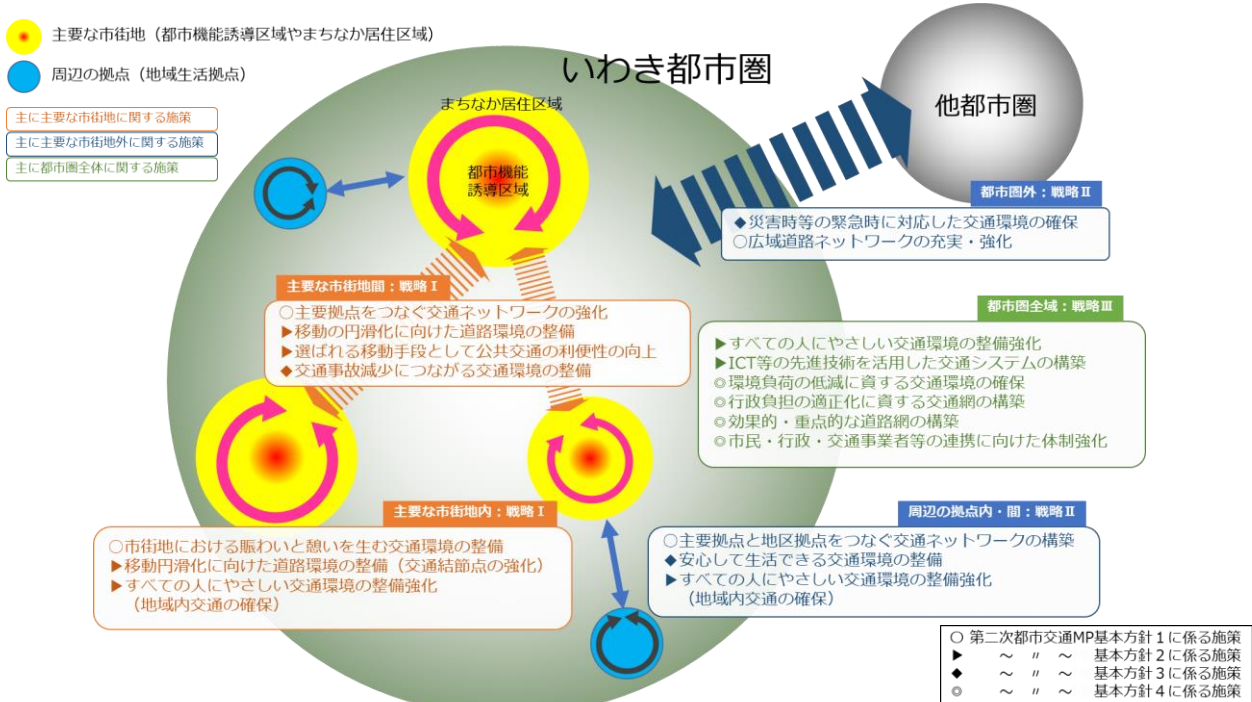 主要な市街地（都市機能誘導区域やまちなか居住区域）
周辺の拠点（地域生活拠点）
主に主要な市街地に関する施策
主に主要な市街地外に関する施策
主に都市圏全体に関する施策
いわき都市圏
他都市圏
まちなか居住区域
都市機能
誘導区域
都市圏外：戦略Ⅱ
◆災害時等の緊急時に対応した交通環境の確保
○広域道路ネットワークの充実・強化
主要な市街地間：戦略Ⅰ
○主要拠点をつなぐ交通ネットワークの強化
▶移動の円滑化に向けた道路環境の整備
▶選ばれる移動手段として公共交通の利便性の向上
◆交通事故減少につながる交通環境の整備
都市圏全域：戦略Ⅲ
▶すべての人にやさしい交通環境の整備強化
▶ICT等の先進技術を活用した交通システムの構築
◎環境負荷の低減に資する交通環境の確保
◎行政負担の適正化に資する交通網の構築
◎効果的・重点的な道路網の構築
◎市民・行政・交通事業者等の連携に向けた体制強化
主要な市街地内：戦略Ⅰ
○市街地における賑わいと憩いを生む交通環境の整備
▶移動円滑化に向けた道路環境の整備（交通結節点の強化）
▶すべての人にやさしい交通環境の整備強化
（地域内交通の確保）
周辺の拠点内・間：戦略Ⅱ
○主要拠点と地区拠点をつなぐ交通ネットワークの構築
◆安心して生活できる交通環境の整備
▶すべての人にやさしい交通環境の整備強化
（地域内交通の確保）
○ 第二次都市交通MP基本方針１に係る施策
▶ ～ 〃 ～ 基本方針２に係る施策
◆ ～ 〃 ～ 基本方針３に係る施策
◎ ～ 〃 ～ 基本方針４に係る施策